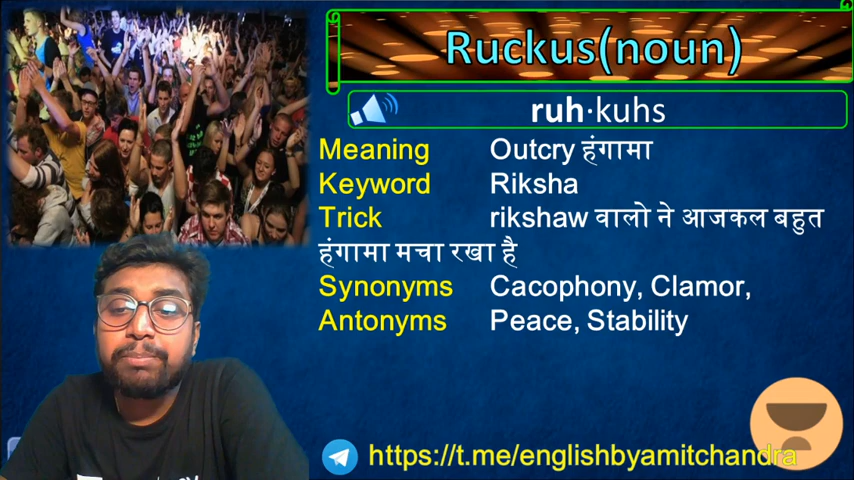 Ruckus(noun)
ruh·kuhs
Meaning Outcry हंगामा
Keyword Riksha
Trick rikshaw वालो ने आजकल बहुत
हंगामा मचा रखा है
Synonyms Cacophony, Clamor,
Antonyms Peace, Stability
https://t.me/englishbyamitchandra